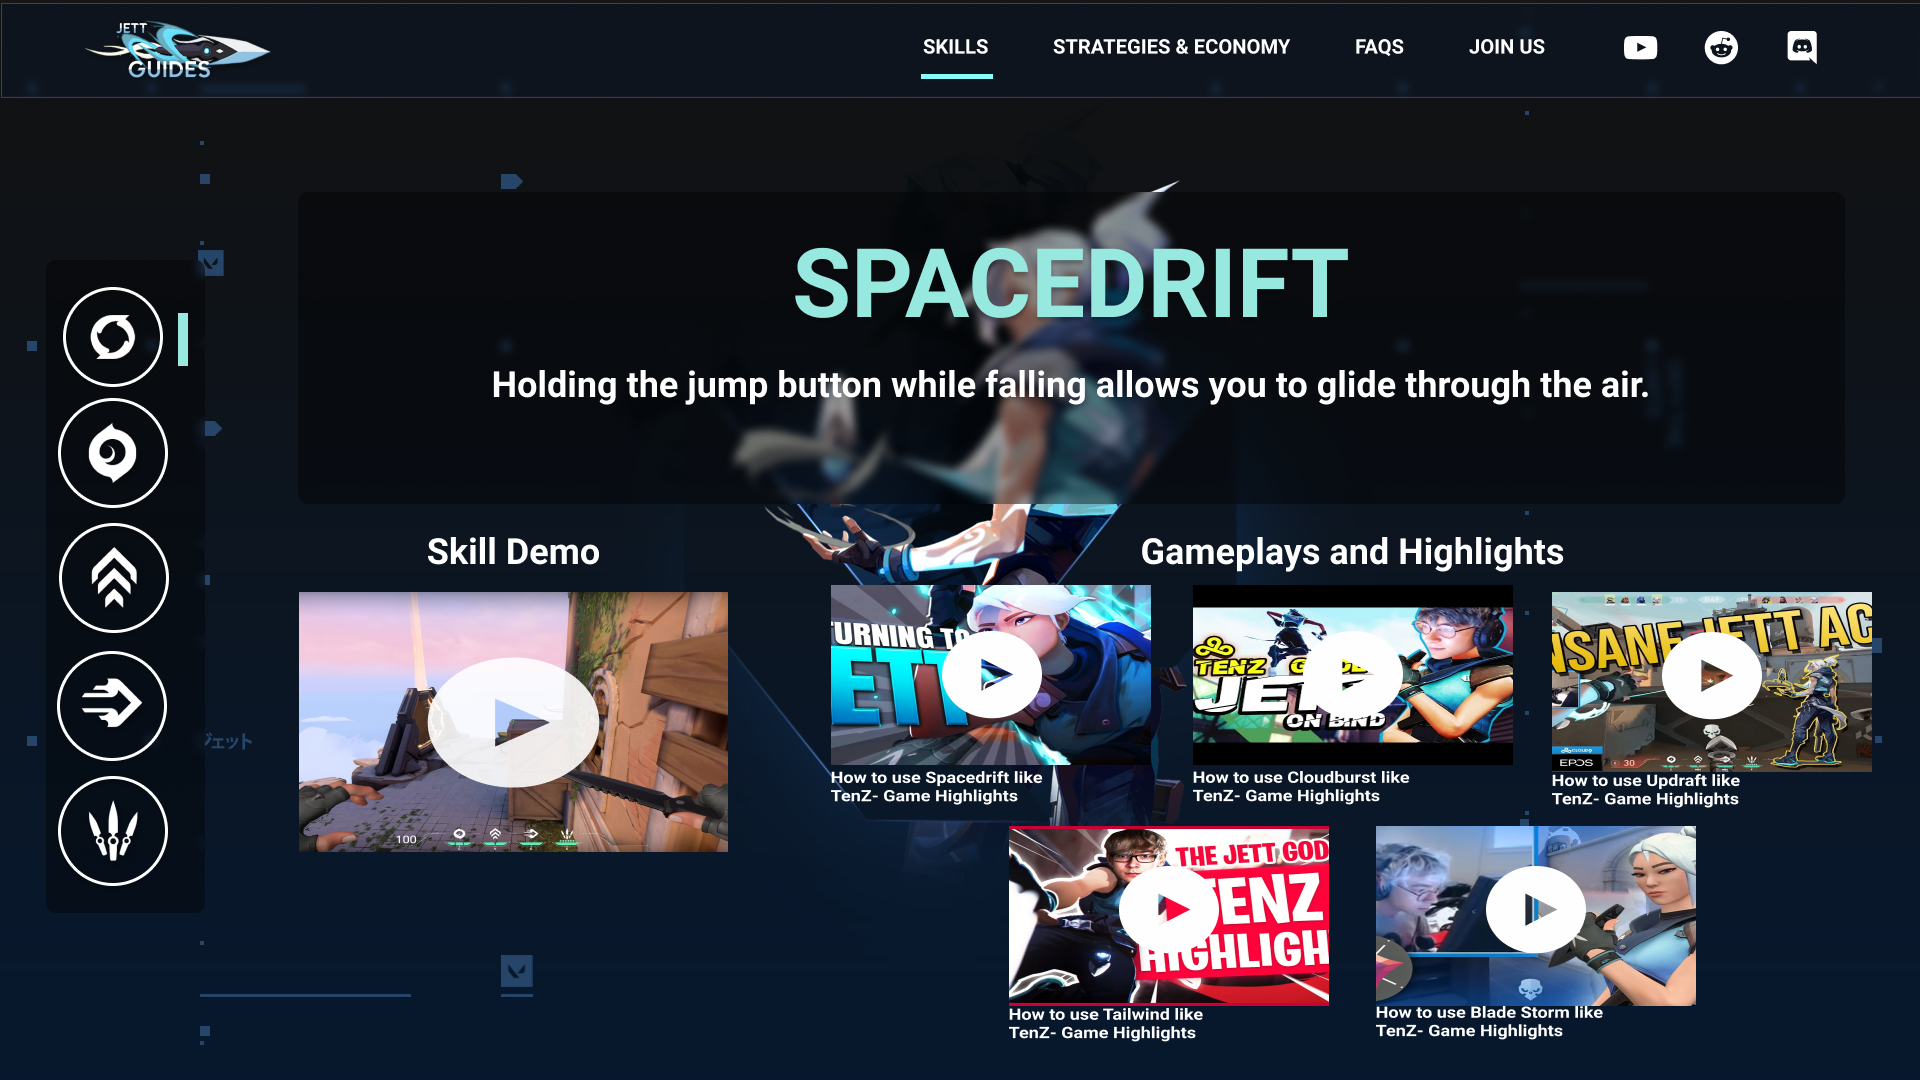 JETT
GUIDES
SKILLS
STRATEGIES & ECONOMY
FAQS
JOIN US
SPACEDRIFT
Holding the jump button while falling allows you to glide through the air.
Skill Demo
Gameplays and Highlights
100
URNING TO
JETT
How to use Spacedrift like
TenZ- Game Highlights
TENZ
JETT
ON BIND
How to use Cloudburst like
TenZ- Game Highlights
NSANE JETT AC
CLOUD9
EPOS
30
How to use Updraft like
TenZ- Game Highlights
ジェット
THE JETT GOD
TENZ
HIGHLIGH
How to use Tailwind like
TenZ- Game Highlights
How to use Blade Storm like
TenZ- Game Highlights